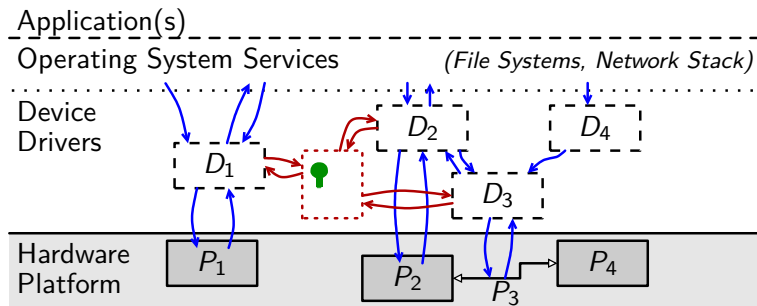 Application(s)
Operating System Services
(File Systems, Network Stack)
Device
Drivers
D₁
D₂
D₃
D₄
Hardware
Platform
P₁
P₂
P₃
P₄